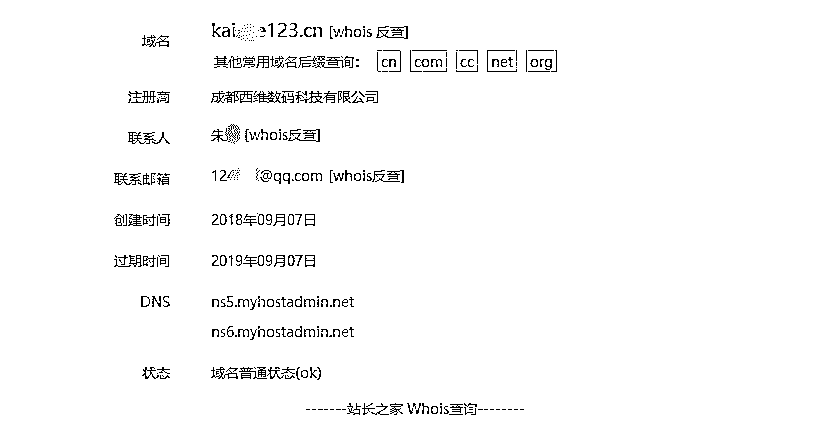 域名 kai e123.cn [whois 反查]
其他常用域名后缀查询： cn com cc net org
注册商 成都西维数码科技有限公司
联系人 朱 [whois反查]
联系邮箱 12 @qq.com [whois反查]
创建时间 2018年09月07日
过期时间 2019年09月07日
DNS ns5.myhostadmin.net
ns6.myhostadmin.net
状态 域名普通状态(ok)
-------站长之家 Whois查询--------